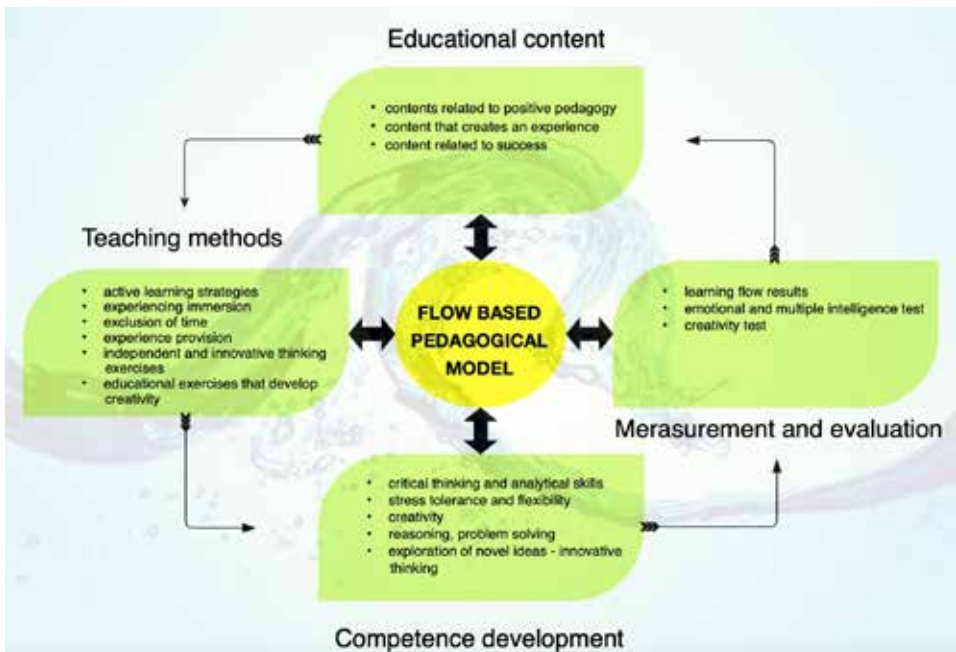 Educational content
• contents related to positive pedagogy
• content that creates an experience
• content related to success
Teaching methods
• active learning strategies
• experiencing immersion
• exclusion of time
• experience provision
• independent and innovative thinking
exercises
• educational exercises that develop
creativity
FLOW BASED
PEDAGOGICAL
MODEL
• learning flow results
• emotional and multiple intelligence test
• creativity test
Merasurement and evaluation
• critical thinking and analytical skills
• stress tolerance and flexibility
• creativity
• reasoning, problem solving
• exploration of novel ideas - innovative
thinking
Competence development